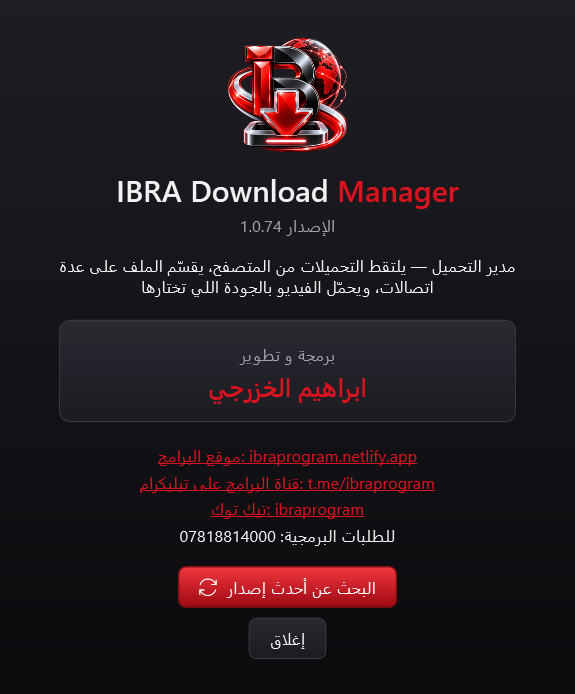 IB
IBRA Download Manager
الإصدار 1.0.74
مدير التحميل — يلتقط التحميلات من المتصفح، يقسّم الملف على عدة
اتصالات، ويحمّل الفيديو بالجودة اللي تختارها
برمجة و تطوير
ابراهيم الخزرجي
موقع البرامج: ibraprogram.netlify.app
قناة البرامج على تيليكرام: t.me/ibraprogram
تيك توك: ibraprogram
للطلبات البرمجية: 07818814000
البحث عن أحدث إصدار
إغلاق